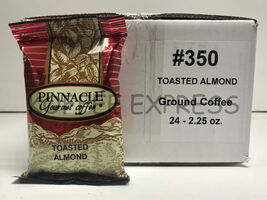 PINNACLE
Gourmet coffee
TOASTED
ALMOND
#350
TOASTED ALMOND
Ground Coffee
24 - 2.25 oz.
EXPRESS